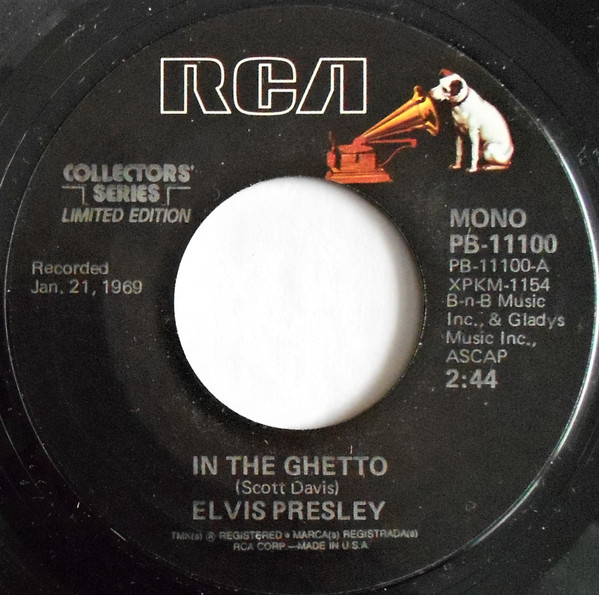 RCA
COLLECTORS'
SERIES
LIMITED EDITION
Recorded
Jan. 21, 1969
MONO
PB-11100
PB-11100-A
XPKM-1154
B-n-B Music
Inc., & Gladys
Music Inc.,
ASCAP
2:44
IN THE GHETTO
(Scott Davis)
ELVIS PRESLEY
TMK(s) ® REGISTERED • MARCA(s) REGISTRADA(s)
RCA CORP.—MADE IN U.S.A